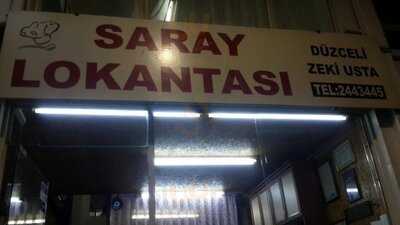 SARAY
LOKANTASI
DÜZCELİ
ZEKİ USTA
TEL:2443445